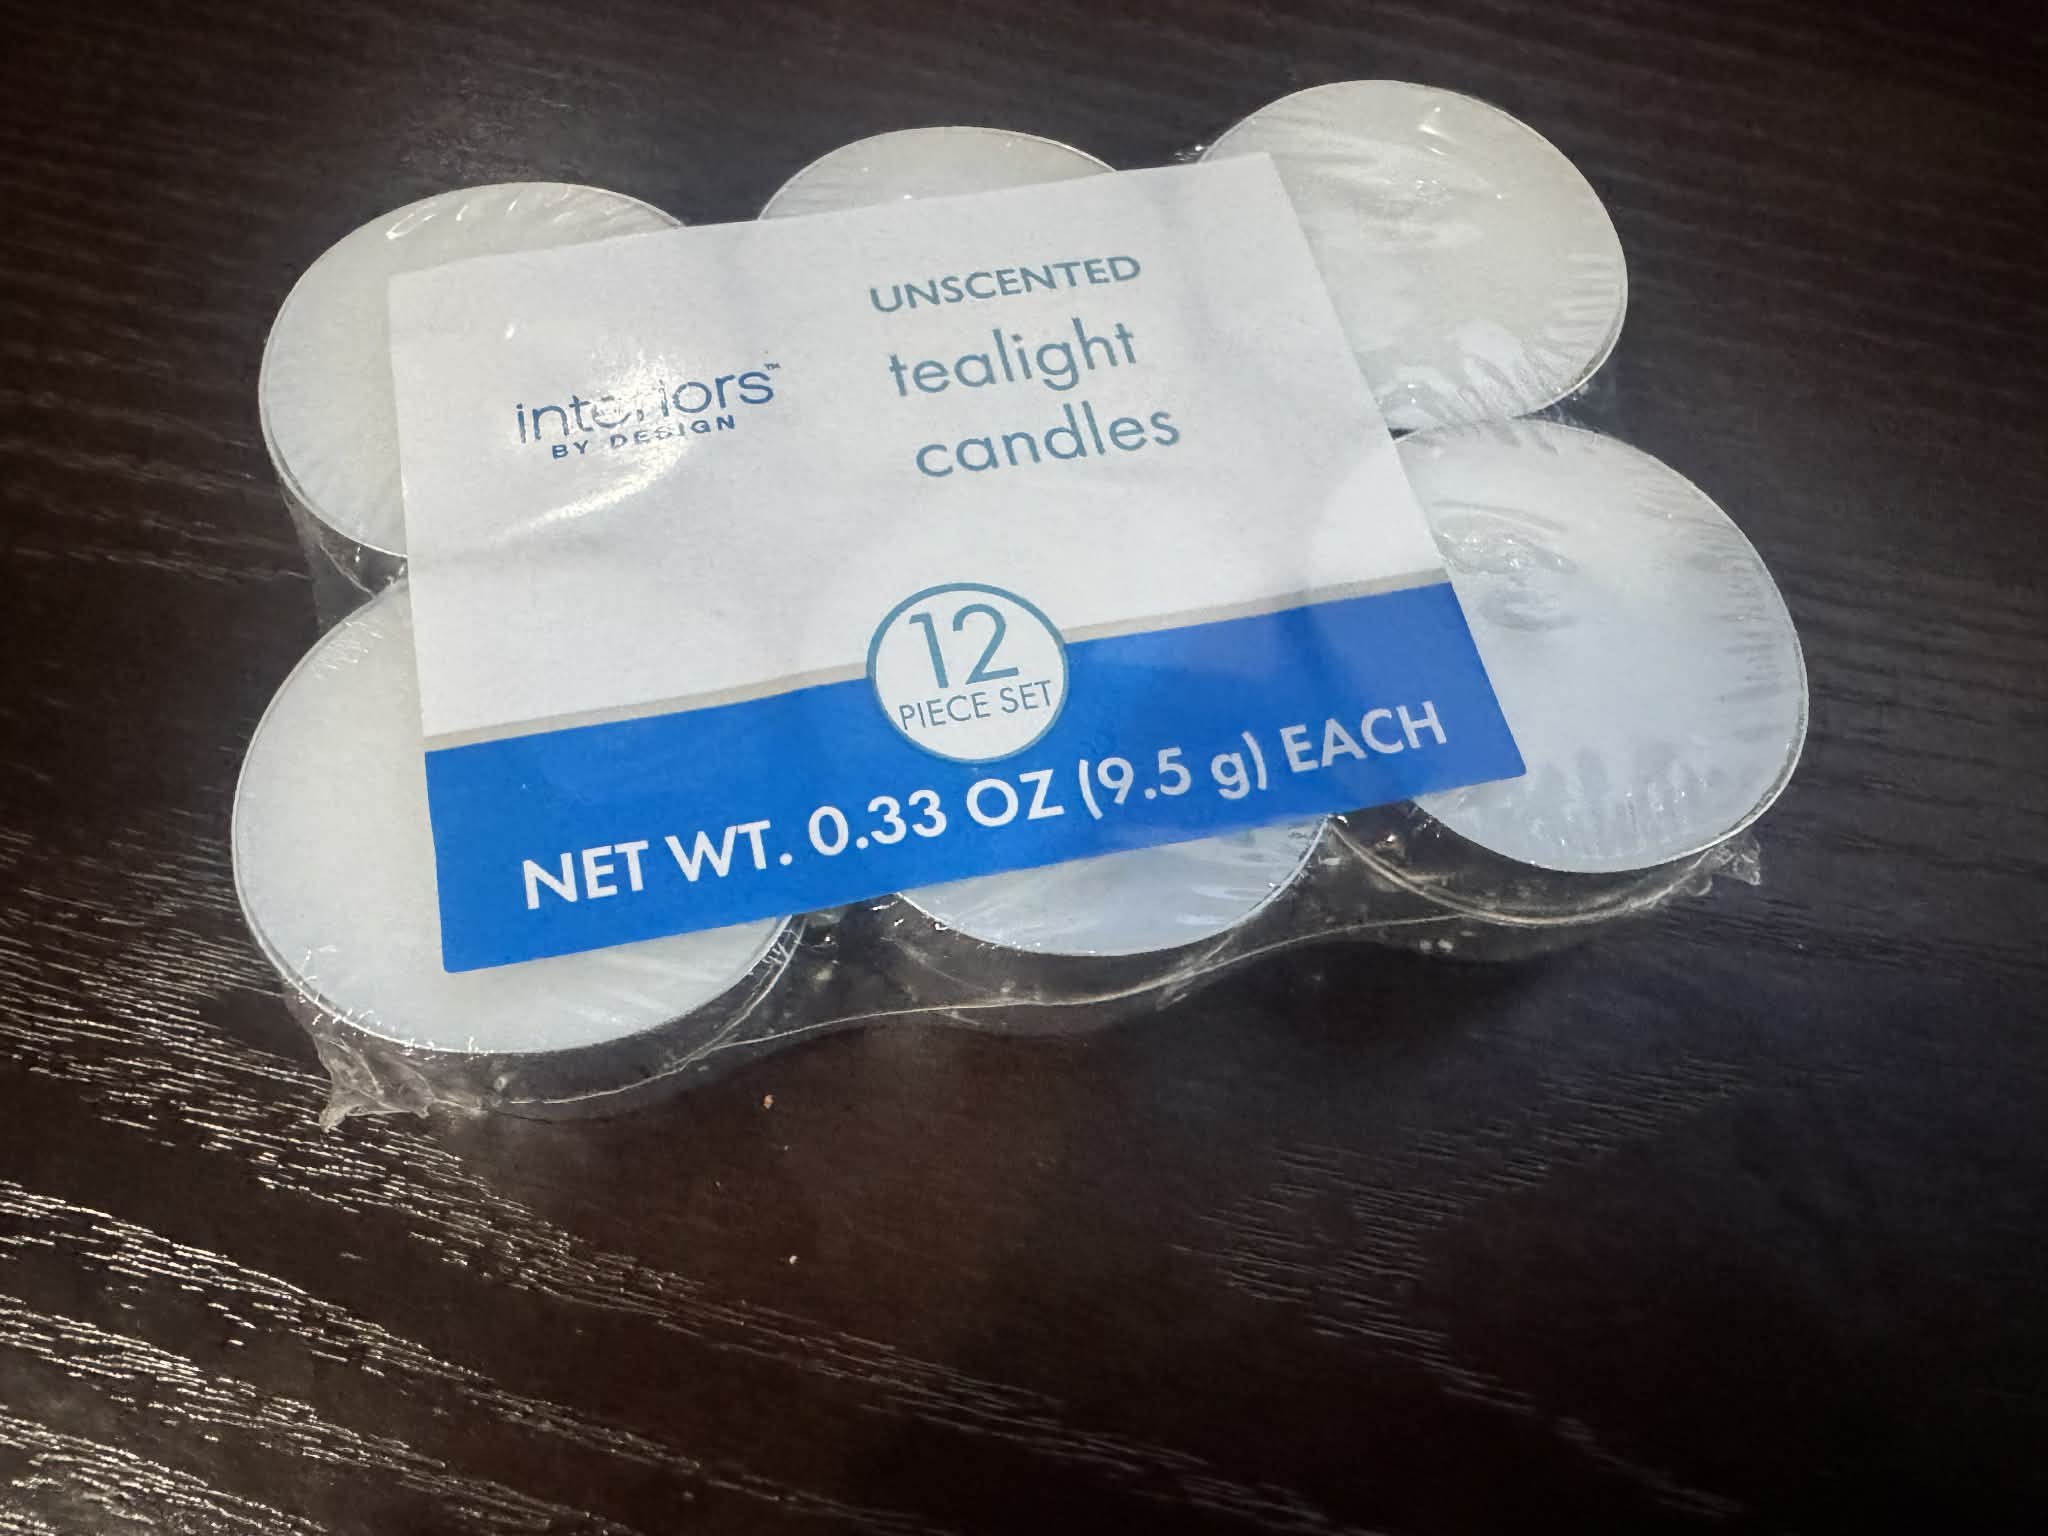 interiors™
BY DESIGN
UNSCENTED
tealight
candles
12
PIECE SET
NET WT. 0.33 OZ (9.5 g) EACH